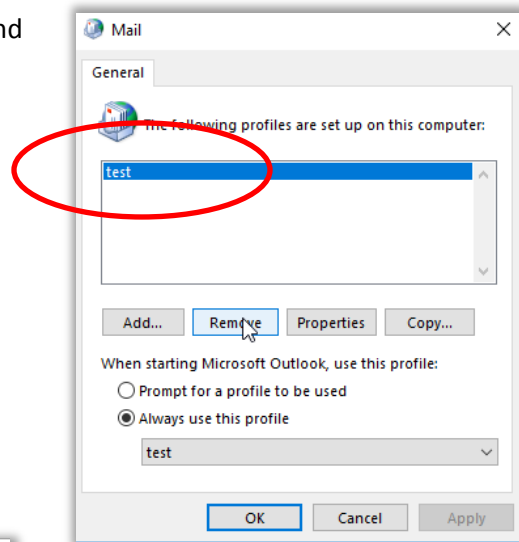 nd
Mail
General
The following profiles are set up on this computer:
test
Add... Remove Properties Copy...
When starting Microsoft Outlook, use this profile:
Prompt for a profile to be used
Always use this profile
test
OK Cancel Apply